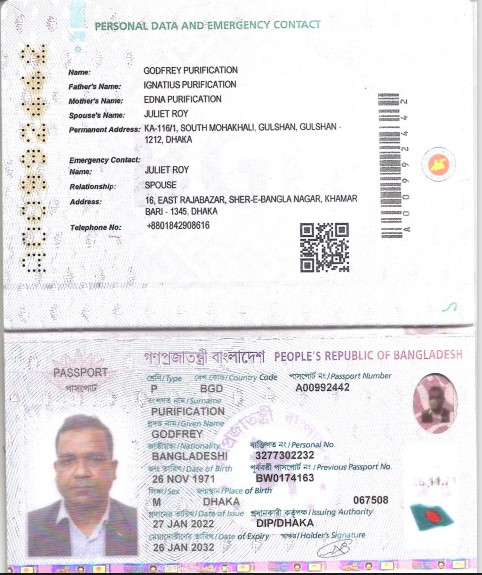 PERSONAL DATA AND EMERGENCY CONTACT
Name: GODFREY PURIFICATION
Father's Name: IGNATIUS PURIFICATION
Mother's Name: EDNA PURIFICATION
Spouse's Name: JULIET ROY
Permanent Address: KA-116/1, SOUTH MOHAKHALI, GULSHAN, GULSHAN -
1212, DHAKA
Emergency Contact:
Name: JULIET ROY
Relationship: SPOUSE
Address: 16, EAST RAJABAZAR, SHER-E-BANGLA NAGAR, KHAMAR
BARI - 1345, DHAKA
Telephone No: +8801842908616
A00992442
গণপ্রজাতন্ত্রী বাংলাদেশ PEOPLE'S REPUBLIC OF BANGLADESH
PASSPORT
পাসপোর্ট
শ্রেণি/Type দেশ কোড/Country Code পাসপোর্ট নং/Passport Number
P BGD A00992442
বংশগত নাম/Surname
PURIFICATION
প্রদত্ত নাম/Given Name
GODFREY
জাতীয়তা/Nationality ব্যক্তিগত নং/Personal No.
BANGLADESHI 3277302232
জন্ম তারিখ/Date of Birth পূর্ববর্তী পাসপোর্ট নং/Previous Passport No.
26 NOV 1971 BW0174163
লিঙ্গ/Sex জন্মস্থান/Place of Birth
M DHAKA 067508
প্রদানের তারিখ/Date of Issue প্রদানকারী কর্তৃপক্ষ/Issuing Authority
27 JAN 2022 DIP/DHAKA
মেয়াদোত্তীর্ণের তারিখ/Date of Expiry স্বাক্ষর/Holder's Signature
26 JAN 2032